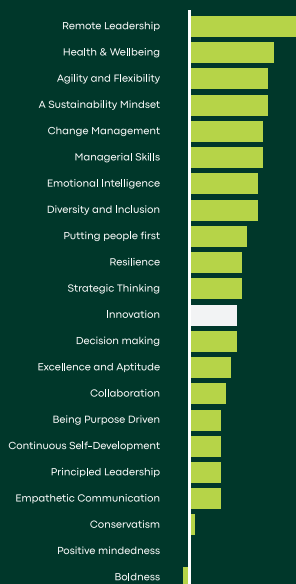 Remote Leadership
Health & Wellbeing
Agility and Flexibility
A Sustainability Mindset
Change Management
Managerial Skills
Emotional Intelligence
Diversity and Inclusion
Putting people first
Resilience
Strategic Thinking
Innovation
Decision making
Excellence and Aptitude
Collaboration
Being Purpose Driven
Continuous Self-Development
Principled Leadership
Empathetic Communication
Conservatism
Positive mindedness
Boldness